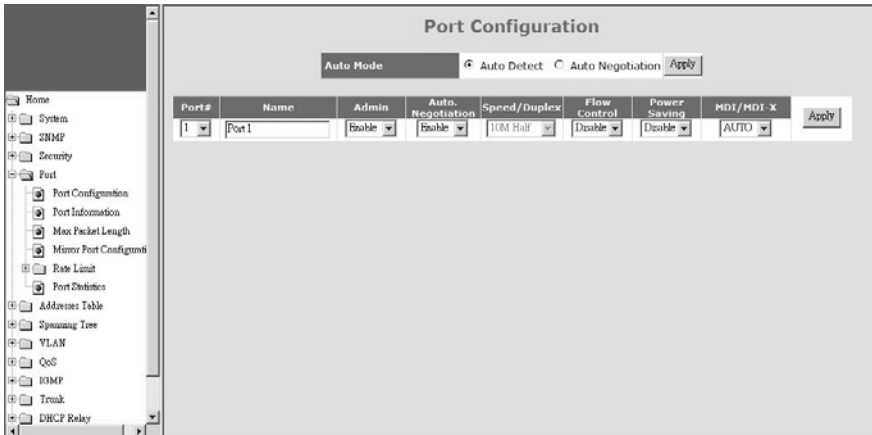 Port Configuration
Auto Mode Auto Detect Auto Negotiation Apply
Home
System
SNMP
Security
Port
Port Configuration
Port Information
Max Packet Length
Mirror Port Configurati
Rate Limit
Port Statistics
Addresses Table
Spanning Tree
VLAN
QoS
IGMP
Trunk
DHCP Relay
Port# Name Admin Auto. Negotiation Speed/Duplex Flow Control Power Saving MDI/MDI-X
1 Port 1 Enable Enable 10M Half Disable Disable AUTO Apply